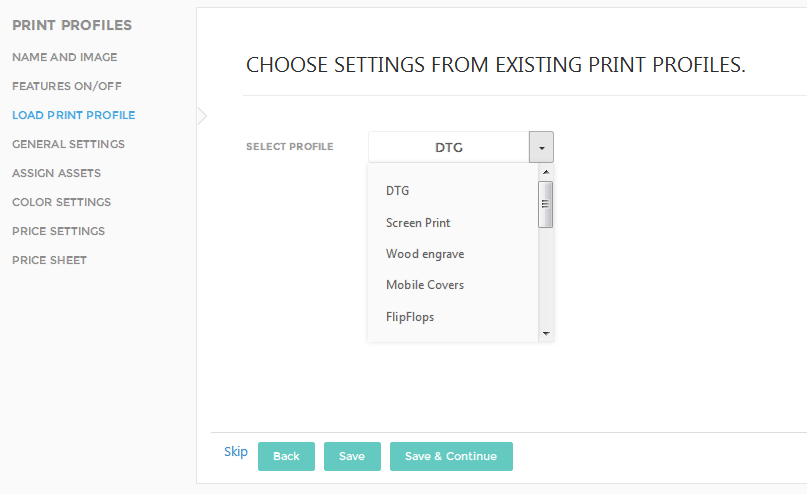 PRINT PROFILES
NAME AND IMAGE
FEATURES ON/OFF
LOAD PRINT PROFILE
GENERAL SETTINGS
ASSIGN ASSETS
COLOR SETTINGS
PRICE SETTINGS
PRICE SHEET
CHOOSE SETTINGS FROM EXISTING PRINT PROFILES.
SELECT PROFILE DTG
DTG
Screen Print
Wood engrave
Mobile Covers
FlipFlops
Skip Back Save Save & Continue